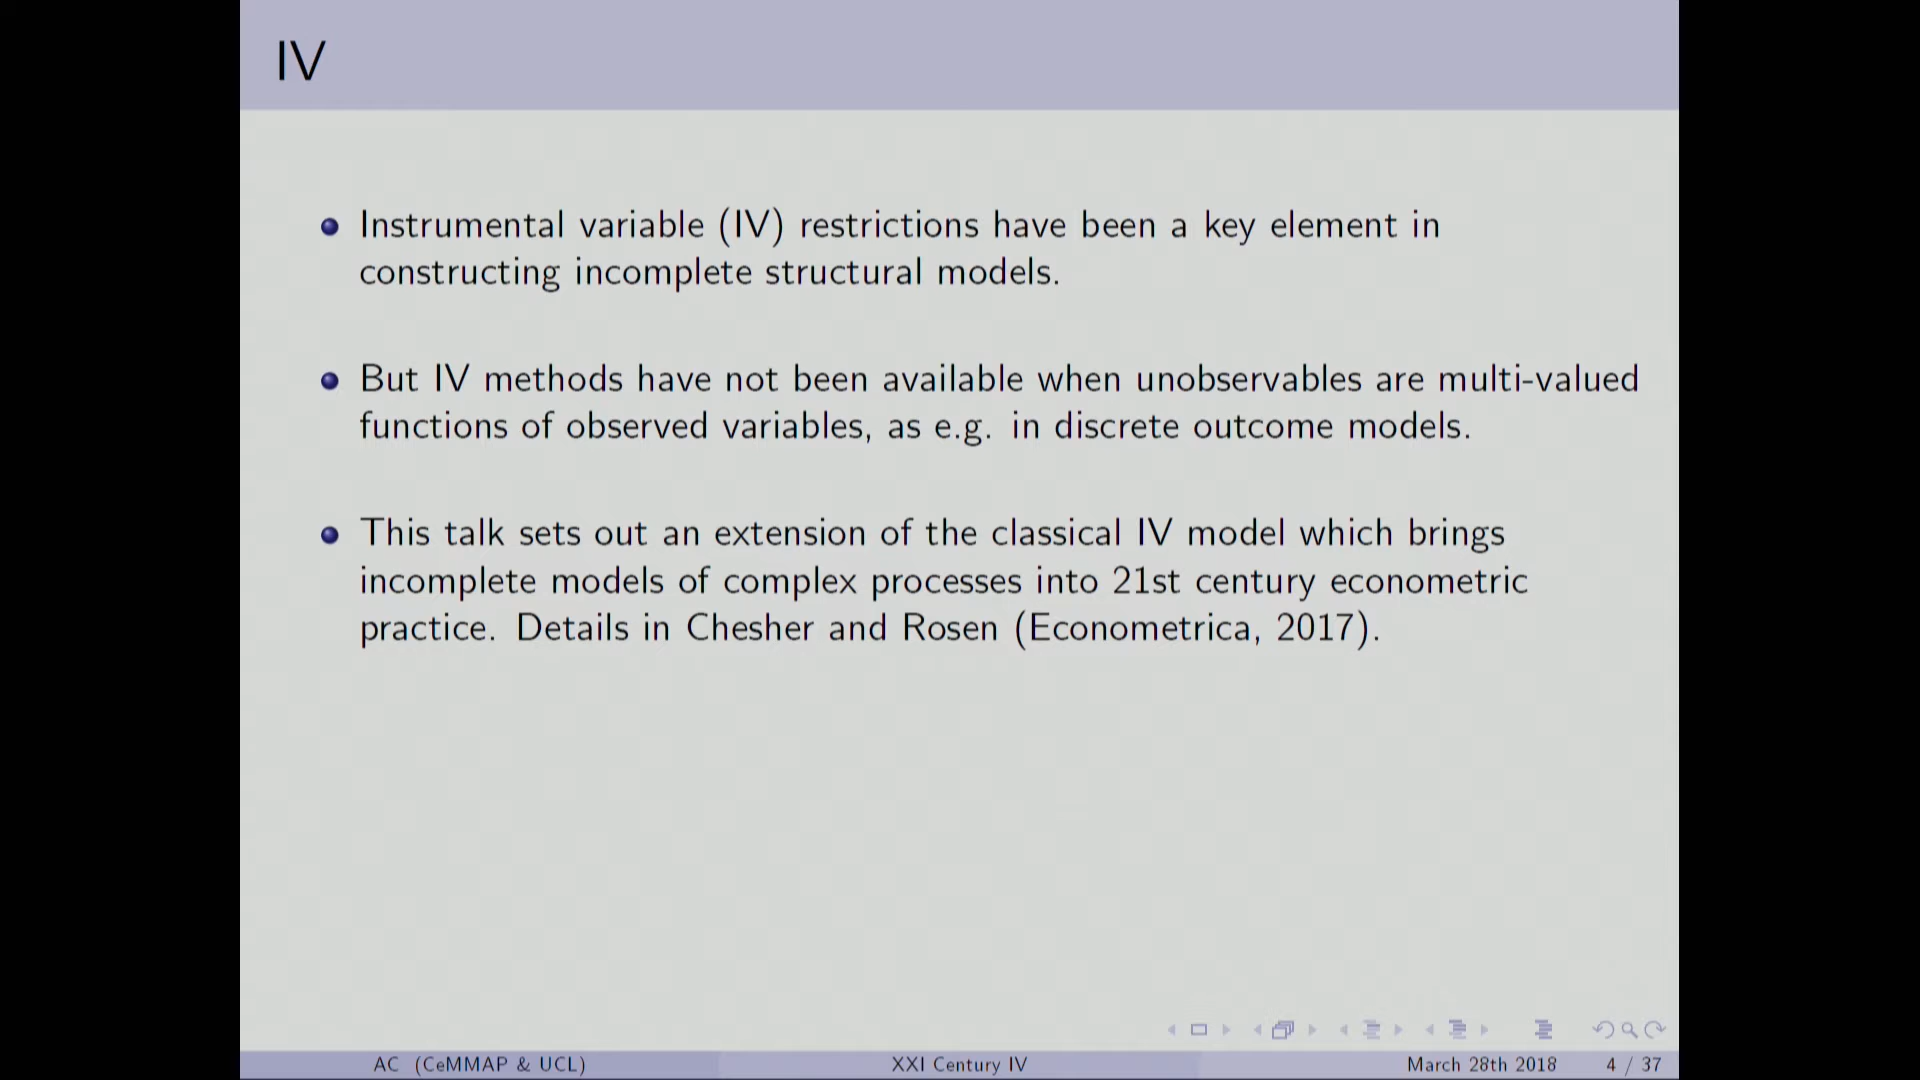 IV
Instrumental variable (IV) restrictions have been a key element in
constructing incomplete structural models.
But IV methods have not been available when unobservables are multi-valued
functions of observed variables, as e.g. in discrete outcome models.
This talk sets out an extension of the classical IV model which brings
incomplete models of complex processes into 21st century econometric
practice. Details in Chesher and Rosen (Econometrica, 2017).
AC (CeMMAP & UCL) XXI Century IV March 28th 2018 4 / 37